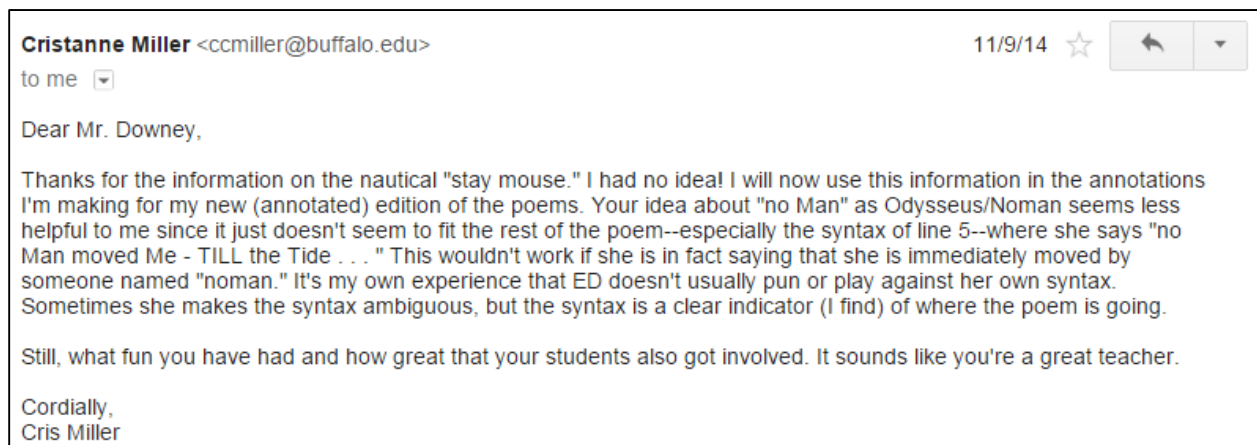 Cristanne Miller <ccmiller@buffalo.edu> 11/9/14
to me
Dear Mr. Downey,
Thanks for the information on the nautical "stay mouse." I had no idea! I will now use this information in the annotations
I'm making for my new (annotated) edition of the poems. Your idea about "no Man" as Odysseus/Noman seems less
helpful to me since it just doesn't seem to fit the rest of the poem--especially the syntax of line 5--where she says "no
Man moved Me - TILL the Tide . . . " This wouldn't work if she is in fact saying that she is immediately moved by
someone named "noman." It's my own experience that ED doesn't usually pun or play against her own syntax.
Sometimes she makes the syntax ambiguous, but the syntax is a clear indicator (I find) of where the poem is going.
Still, what fun you have had and how great that your students also got involved. It sounds like you're a great teacher.
Cordially,
Cris Miller